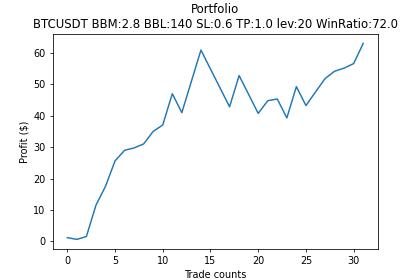 Portfolio
BTCUSDT BBM:2.8 BBL:140 SL:0.6 TP:1.0 lev:20 WinRatio:72.0
Profit ($)
60
50
40
30
20
10
0
0 5 10 15 20 25 30
Trade counts